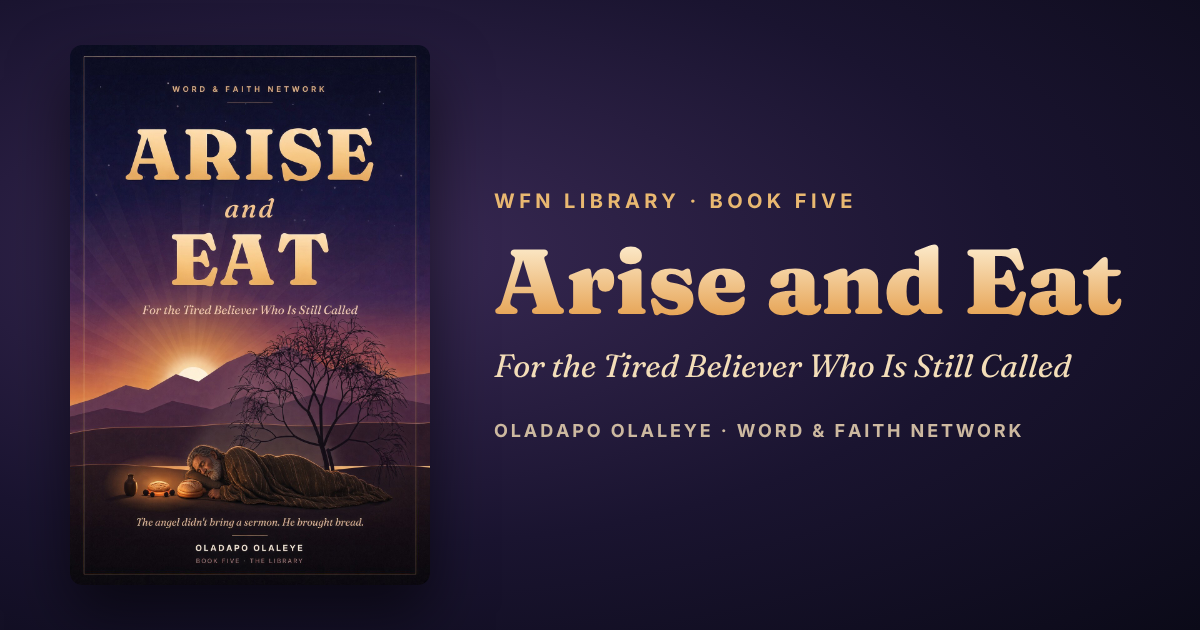 WORD & FAITH NETWORK
ARISE
and
EAT
For the Tired Believer Who Is Still Called
The angel didn't bring a sermon. He brought bread.
OLADAPO OLALEYE
BOOK FIVE · THE LIBRARY
WFN LIBRARY · BOOK FIVE
Arise and Eat
For the Tired Believer Who Is Still Called
OLADAPO OLALEYE · WORD & FAITH NETWORK